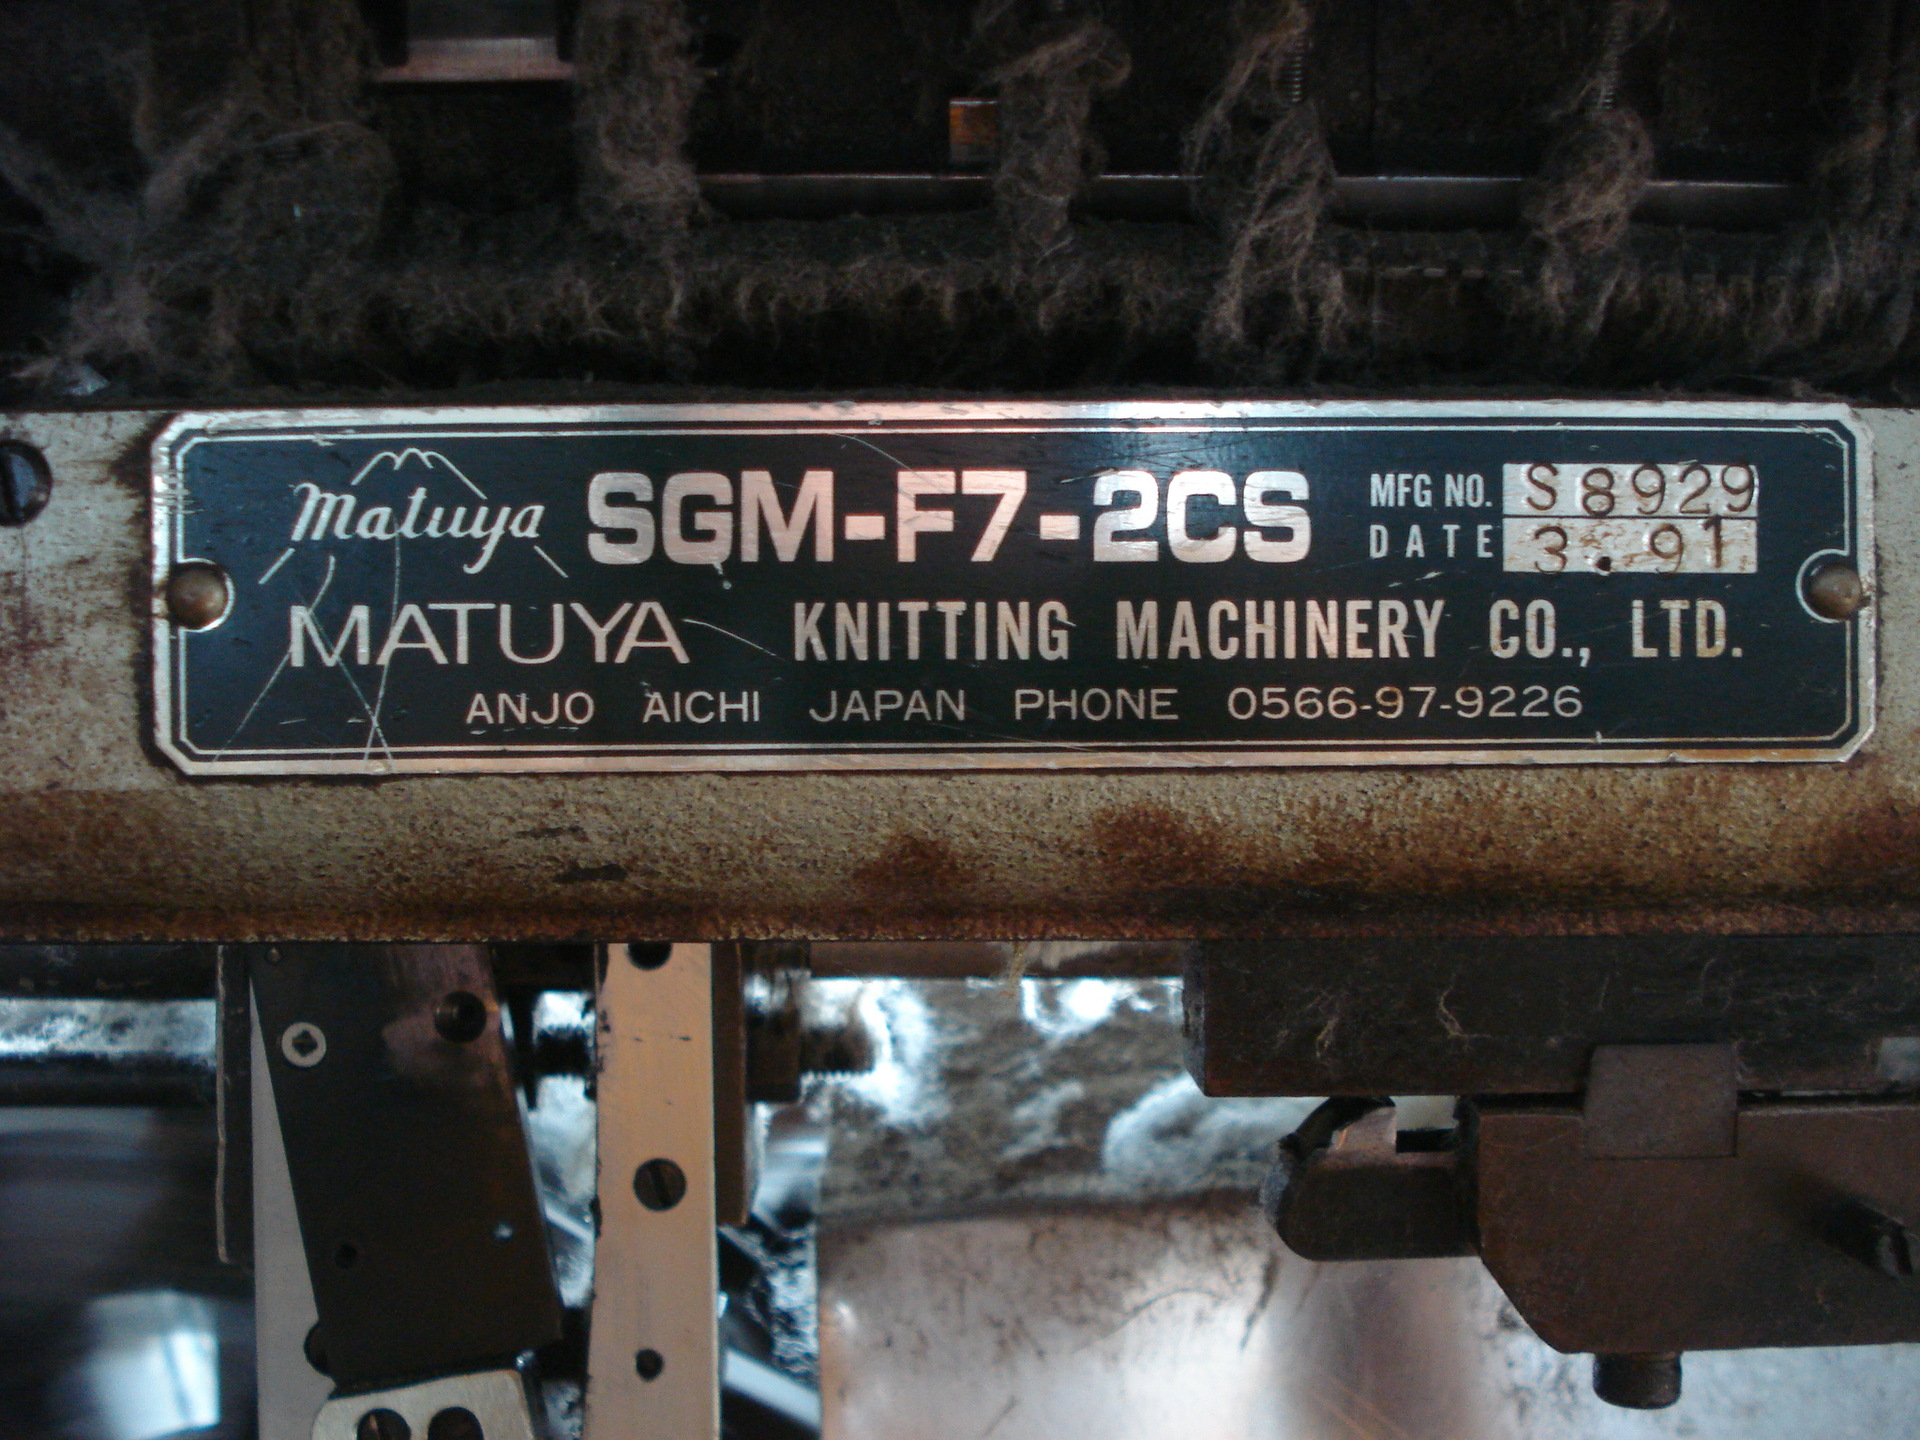 Matuya SGM-F7-2CS MFG NO. S8929
DATE 3.91
MATUYA KNITTING MACHINERY CO., LTD.
ANJO AICHI JAPAN PHONE 0566-97-9226